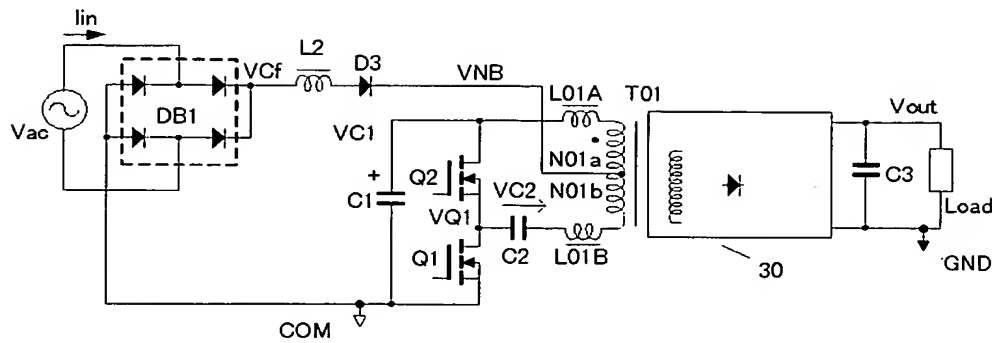 Iin
L2
D3
VCf
VNB
L01A
T01
Vout
DB1
Vac
VC1
N01a
Q2
+
C1
N01b
VC2
C3
VQ1
Load
Q1
C2
L01B
30
GND
COM